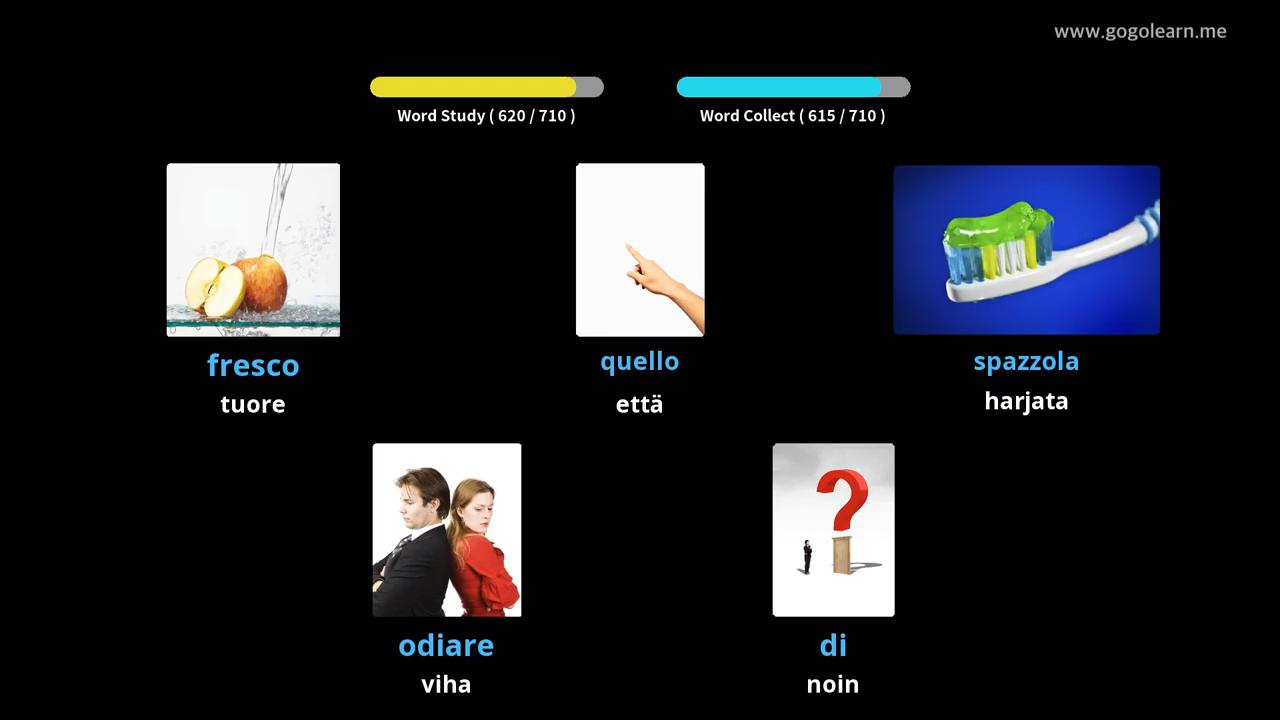 www.gogolearn.me
Word Study ( 620 / 710 )
Word Collect ( 615 / 710 )
fresco
tuore
quello
että
spazzola
harjata
odiare
viha
di
noin